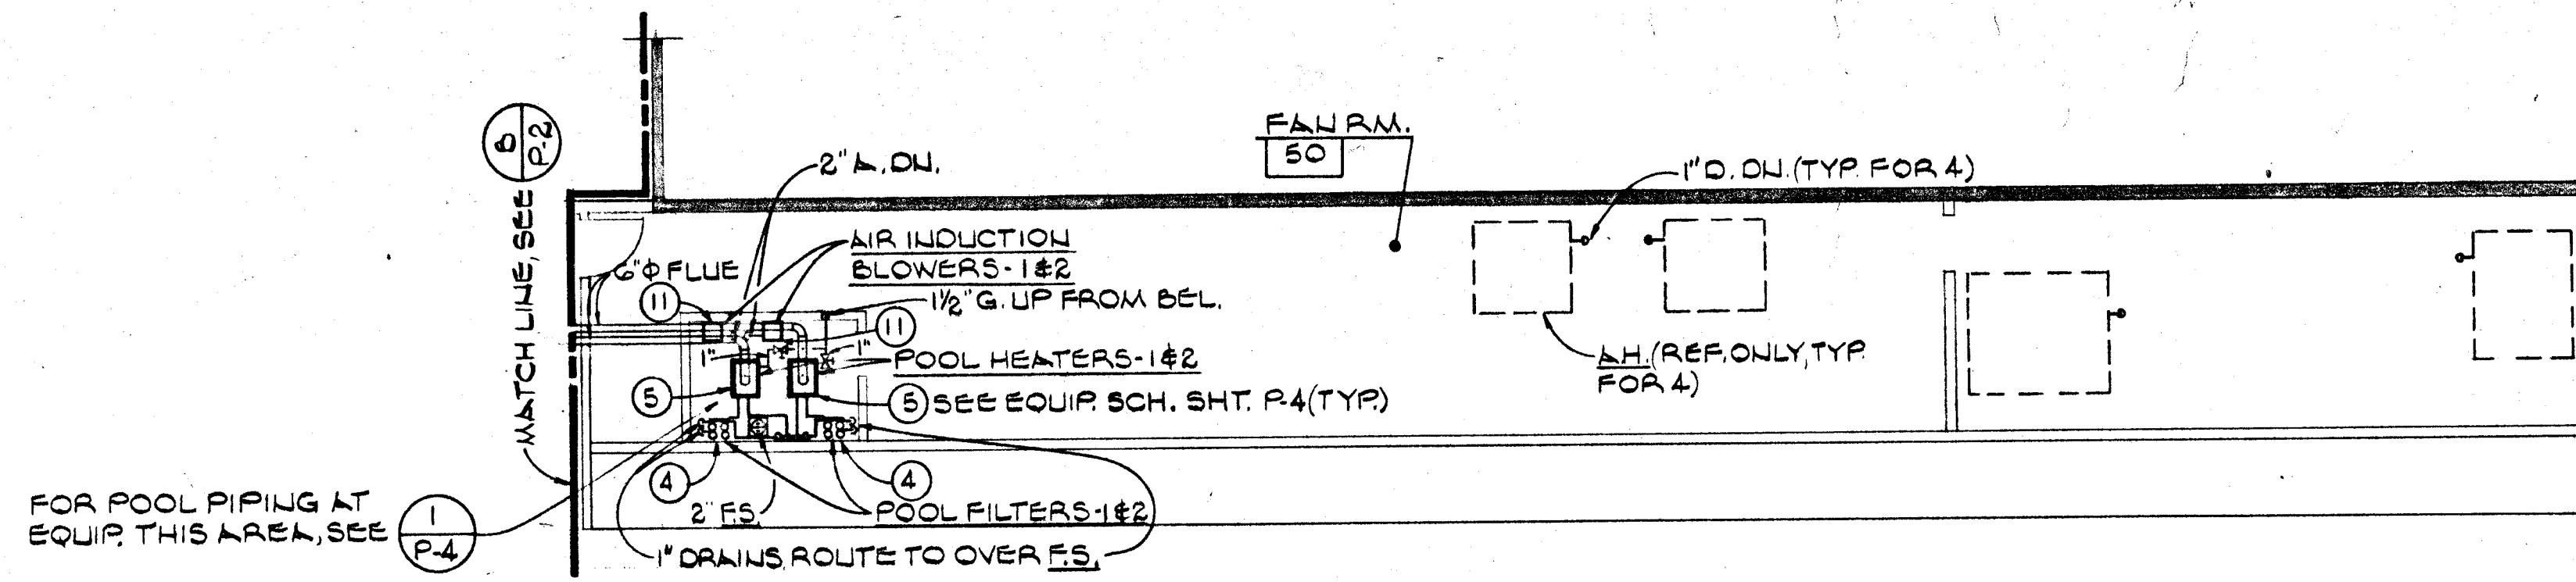 B
P-2
MATCH LINE, SEE
FAN RM.
50
2" A. DN.
1" D. DN. (TYP. FOR 4)
AIR INDUCTION
BLOWERS-1&2
6"Φ FLUE
11
1½" G. UP FROM BEL.
11
1"
1"
POOL HEATERS-1&2
A.H. (REF. ONLY, TYP.
FOR 4)
5
5 SEE EQUIP. SCH. SHT. P-4 (TYP.)
4
4
2" F.S.
POOL FILTERS-1&2
FOR POOL PIPING AT
EQUIP. THIS AREA, SEE
1
P-4
1" DRAINS, ROUTE TO OVER F.S.